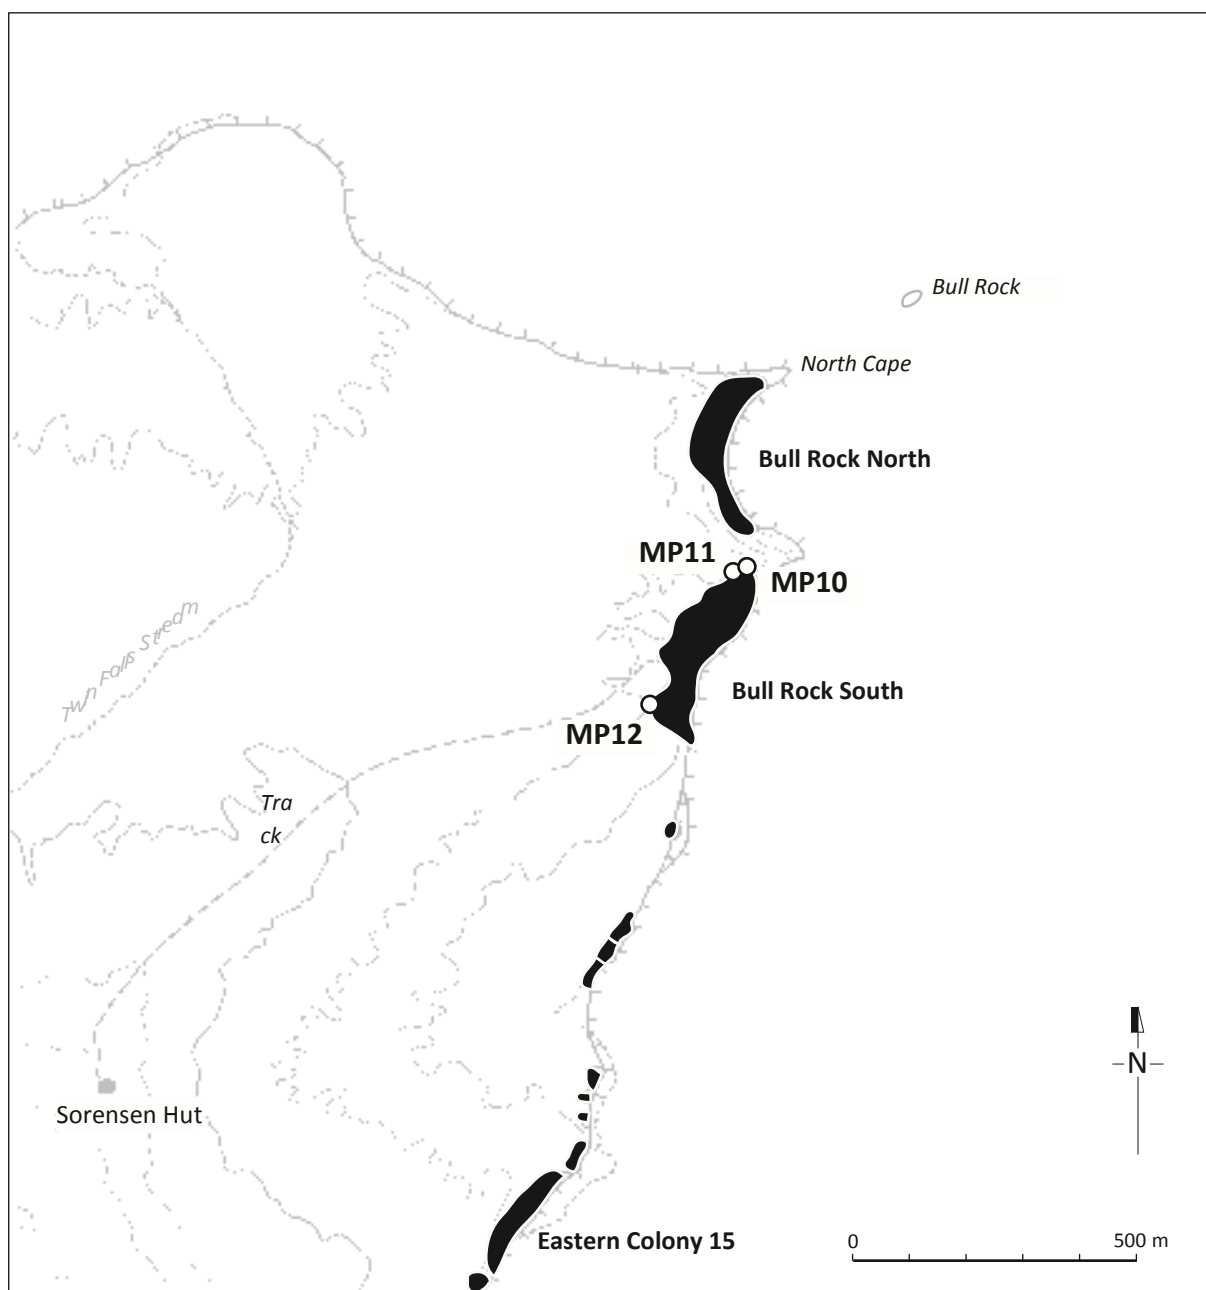 Bull Rock
North Cape
Bull Rock North
MP11
MP10
Twin Falls Stream
Bull Rock South
MP12
Tra
ck
N
Sorensen Hut
Eastern Colony 15
0 500 m